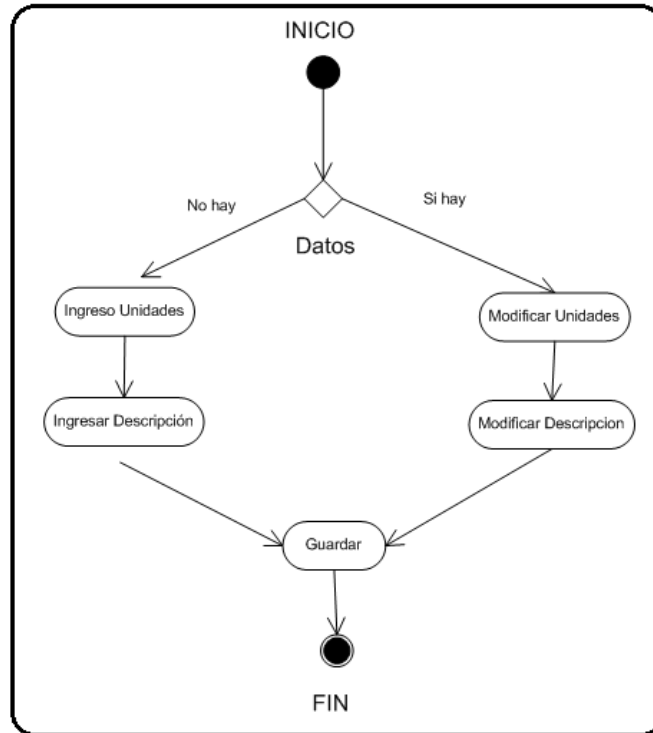 INICIO
No hay
Si hay
Datos
Ingreso Unidades
Modificar Unidades
Ingresar Descripción
Modificar Descripcion
Guardar
FIN